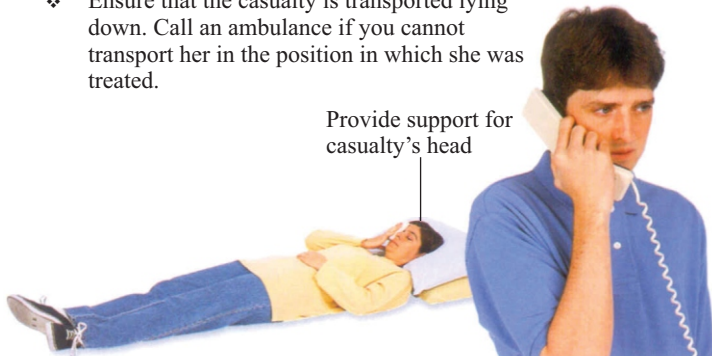 ❖ Ensure that the casualty is transported lying
down. Call an ambulance if you cannot
transport her in the position in which she was
treated.
Provide support for
casualty's head